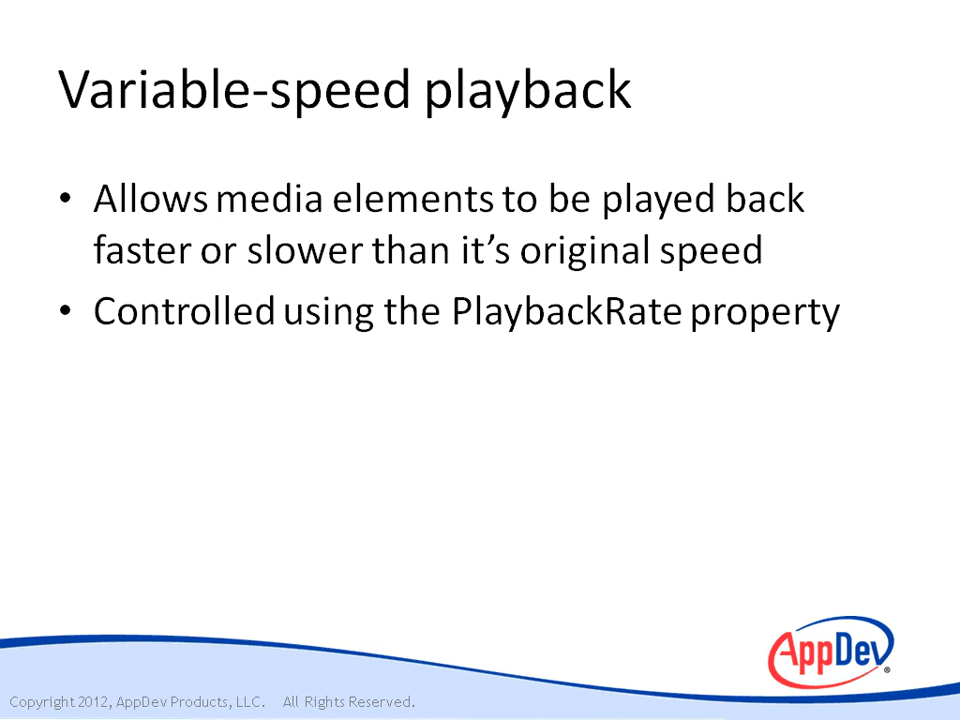 Variable-speed playback
• Allows media elements to be played back
faster or slower than it’s original speed
• Controlled using the PlaybackRate property
AppDev®
Copyright 2012, AppDev Products, LLC. All Rights Reserved.